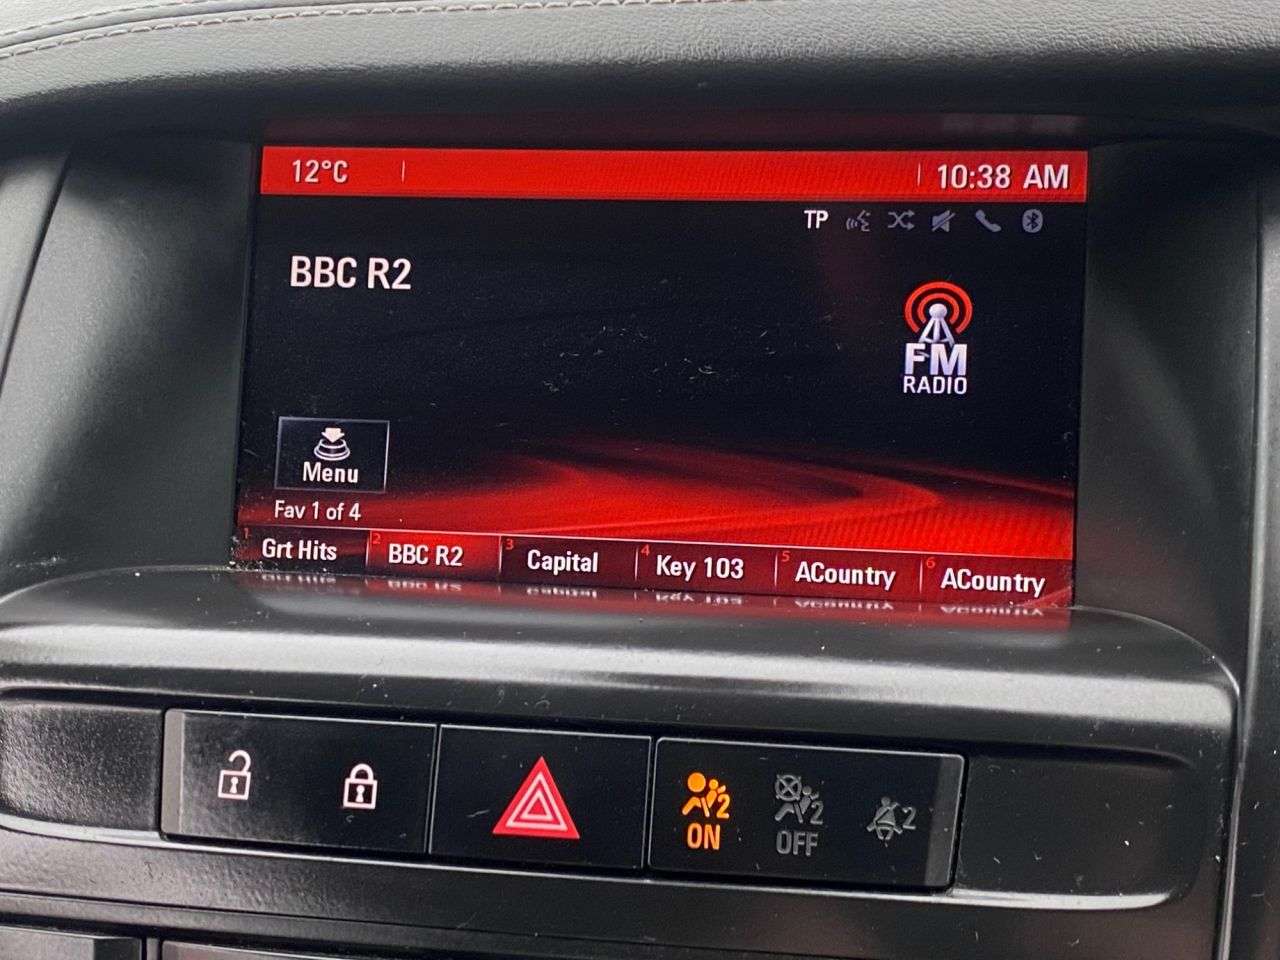 12°C 10:38 AM
TP
BBC R2
FM
RADIO
Menu
Fav 1 of 4
1 Grt Hits 2 BBC R2 3 Capital 4 Key 103 5 ACountry 6 ACountry
2 2 2
ON OFF